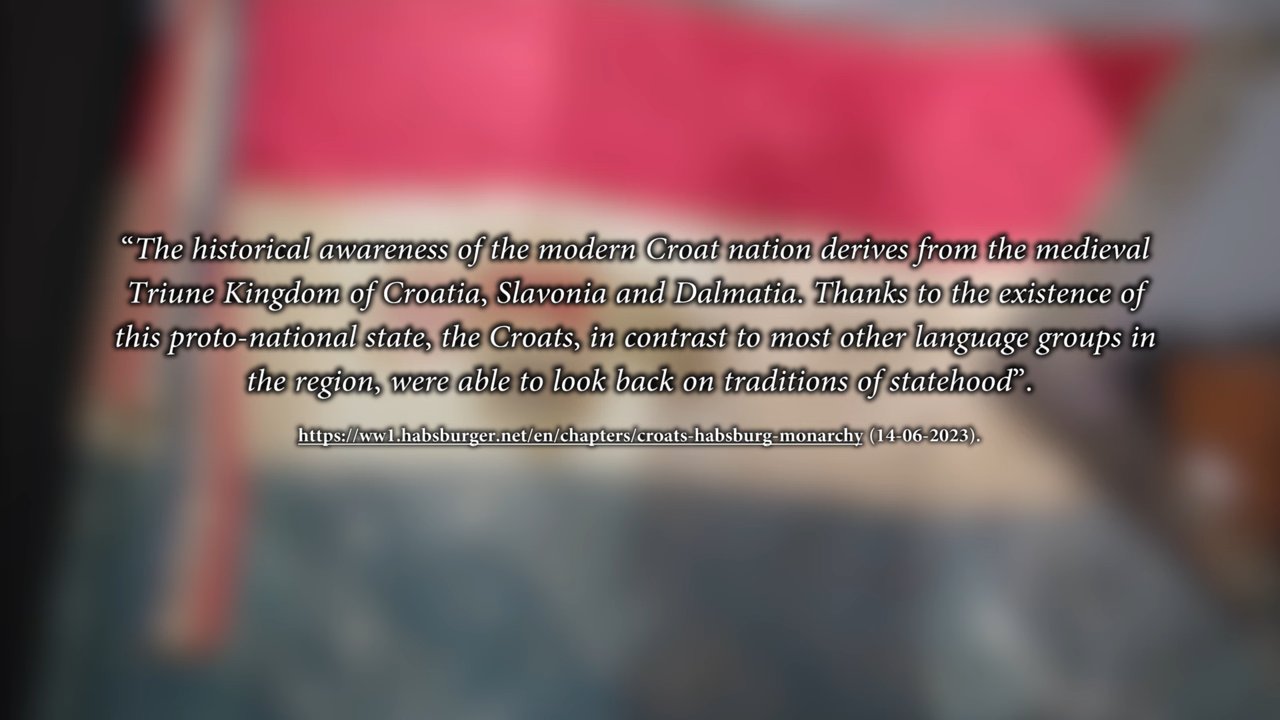 “The historical awareness of the modern Croat nation derives from the medieval
Triune Kingdom of Croatia, Slavonia and Dalmatia. Thanks to the existence of
this proto-national state, the Croats, in contrast to most other language groups in
the region, were able to look back on traditions of statehood”.
https://ww1.habsburger.net/en/chapters/croats-habsburg-monarchy (14-06-2023).